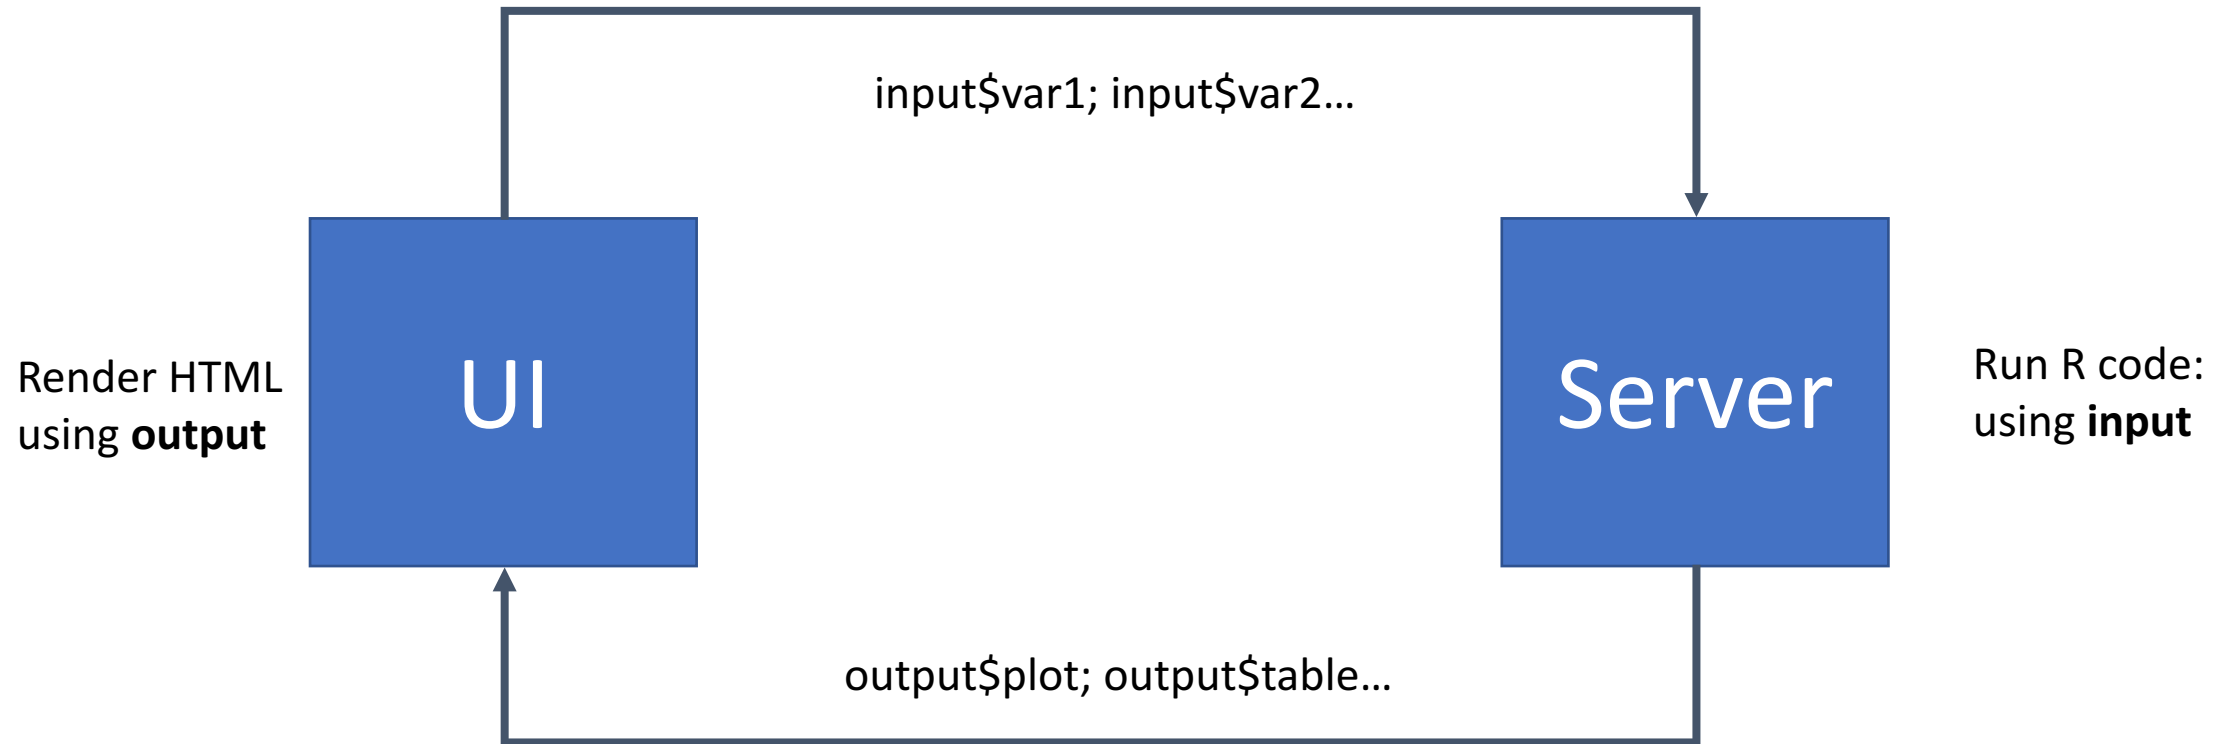 input$var1; input$var2…
Render HTML
using output
UI
Server
Run R code:
using input
output$plot; output$table…